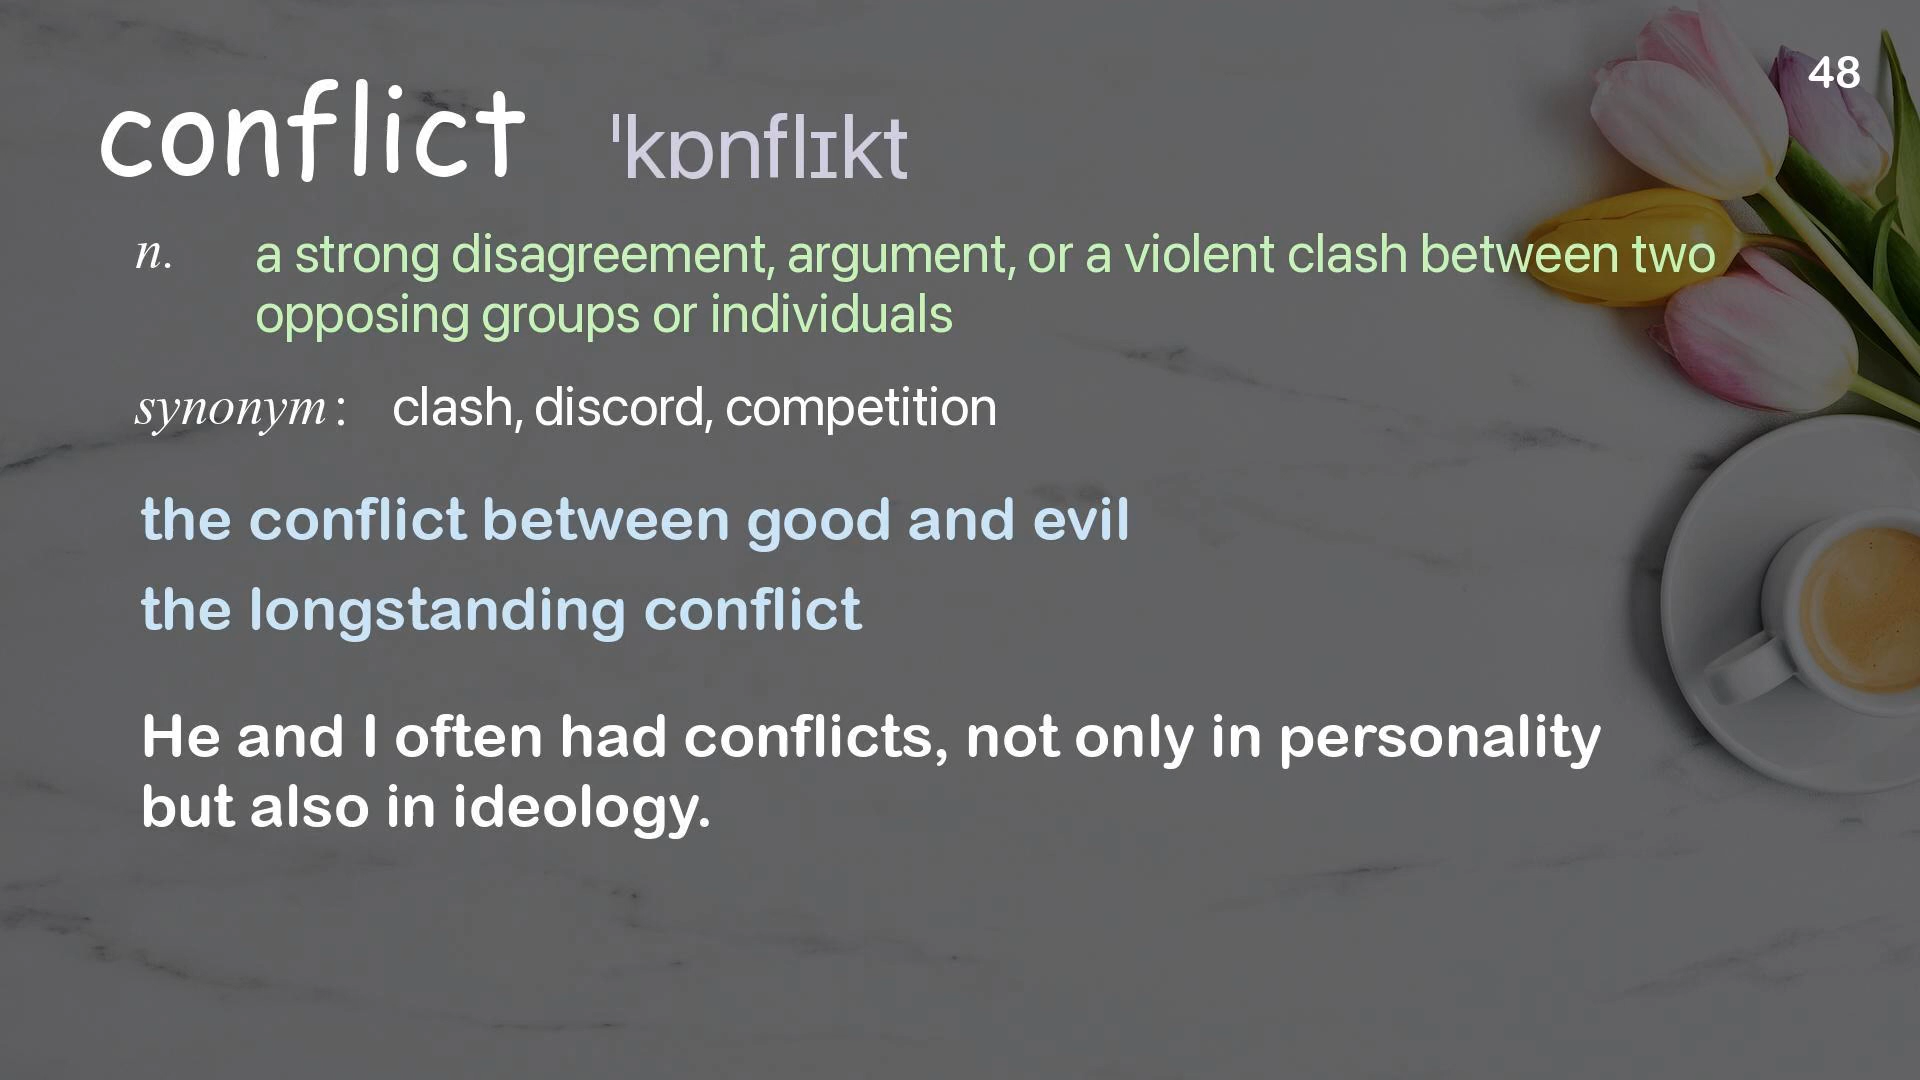 48
conflict ˈkɒnflɪkt
n. a strong disagreement, argument, or a violent clash between two
opposing groups or individuals
synonym: clash, discord, competition
the conflict between good and evil
the longstanding conflict
He and I often had conflicts, not only in personality
but also in ideology.